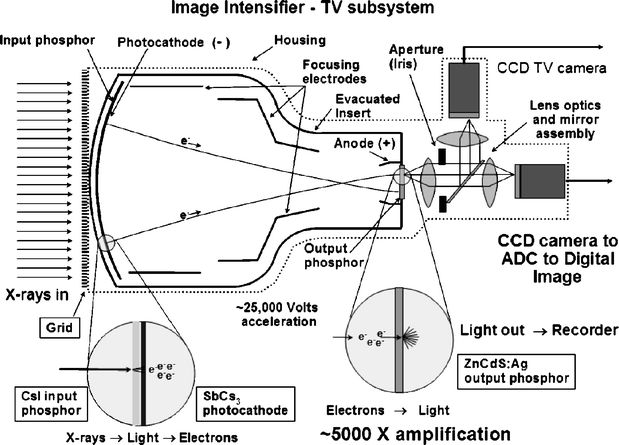 Image Intensifier - TV subsystem
Input phosphor
Photocathode (-)
Housing
Focusing
electrodes
Evacuated
Insert
Aperture
(Iris)
CCD TV camera
Lens optics
and mirror
assembly
Anode (+)
e-
e-
X-rays in
Grid
Output
phosphor
~25,000 Volts
acceleration
CCD camera to
ADC to Digital
Image
CsI input
phosphor
e-e-e-
e-e-
SbCs3
photocathode
X-rays → Light → Electrons
e- e-
e-e-
Light out → Recorder
ZnCdS:Ag
output phosphor
Electrons → Light
~5000 X amplification